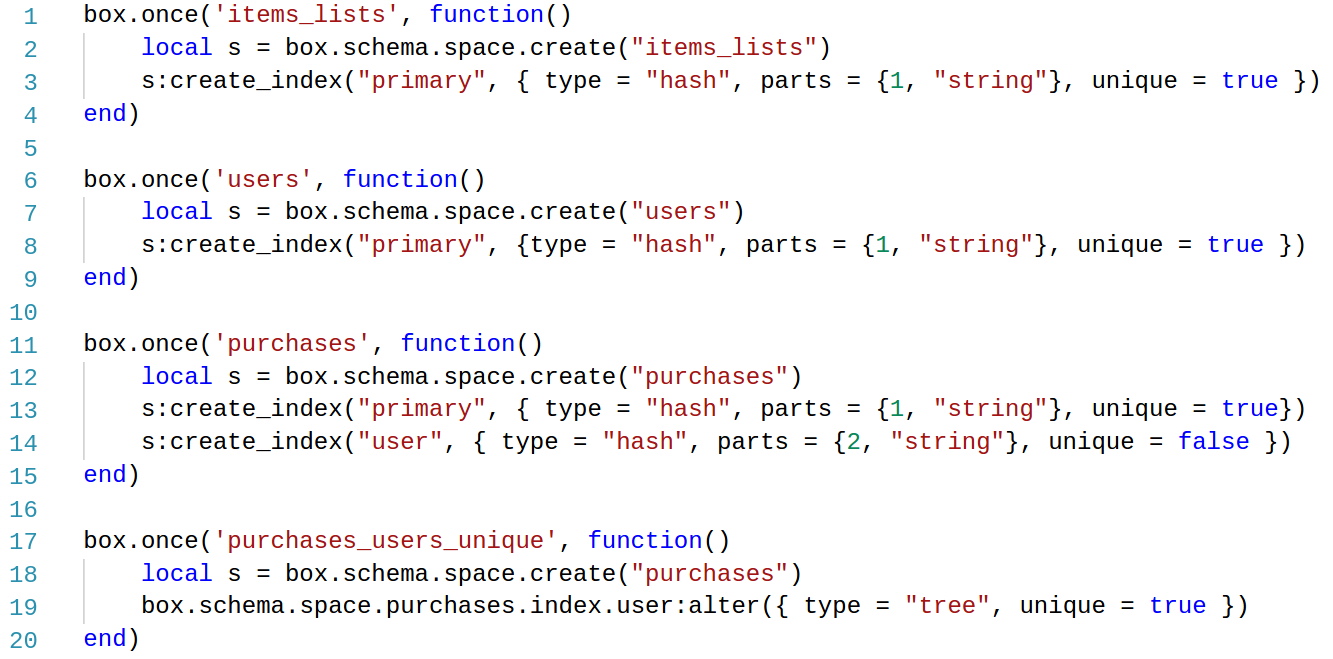 1 box.once('items_lists', function()
2     local s = box.schema.space.create("items_lists")
3     s:create_index("primary", { type = "hash", parts = {1, "string"}, unique = true })
4 end)
5
6 box.once('users', function()
7     local s = box.schema.space.create("users")
8     s:create_index("primary", {type = "hash", parts = {1, "string"}, unique = true })
9 end)
10
11 box.once('purchases', function()
12     local s = box.schema.space.create("purchases")
13     s:create_index("primary", { type = "hash", parts = {1, "string"}, unique = true})
14     s:create_index("user", { type = "hash", parts = {2, "string"}, unique = false })
15 end)
16
17 box.once('purchases_users_unique', function()
18     local s = box.schema.space.create("purchases")
19     box.schema.space.purchases.index.user:alter({ type = "tree", unique = true })
20 end)